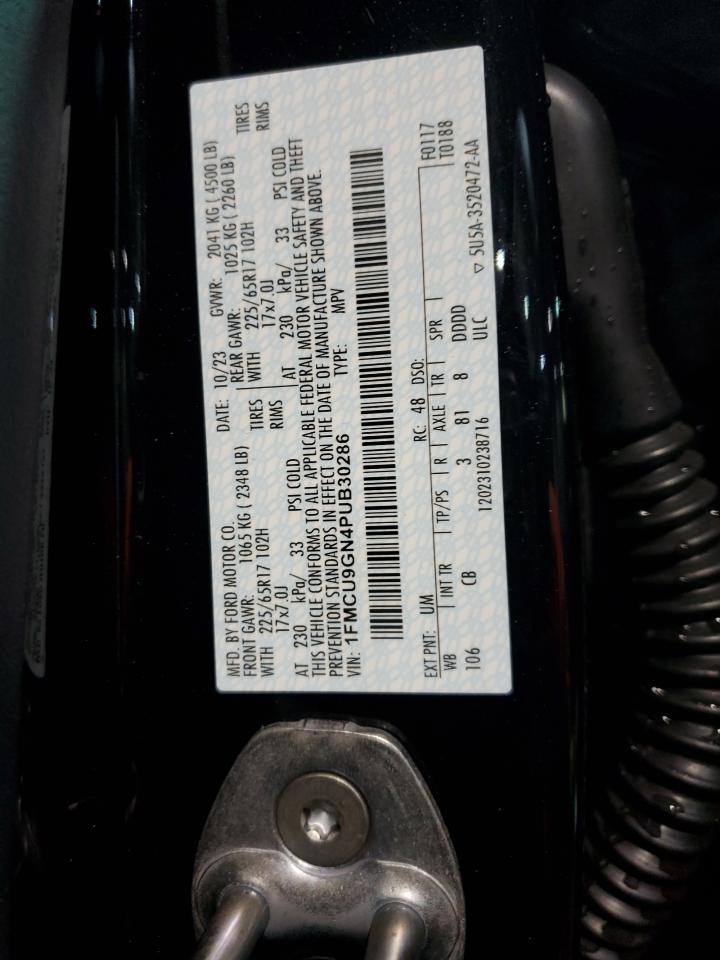 MFD. BY FORD MOTOR CO.
DATE: 10/23 GVWR: 2041 KG ( 4500 LB)
FRONT GAWR: 1065 KG ( 2348 LB)
REAR GAWR: 1025 KG ( 2260 LB)
WITH 225/65R17 102H TIRES
WITH 225/65R17 102H TIRES
17x7.0J RIMS
17x7.0J RIMS
AT 230 kPa/ 33 PSI COLD
AT 230 kPa/ 33 PSI COLD
THIS VEHICLE CONFORMS TO ALL APPLICABLE FEDERAL MOTOR VEHICLE SAFETY AND THEFT
PREVENTION STANDARDS IN EFFECT ON THE DATE OF MANUFACTURE SHOWN ABOVE.
VIN: 1FMCU9GN4PUB30286 TYPE: MPV
EXT PNT: UM RC: 48 DSO: F0117
WB INT TR TP/PS R AXLE TR SPR T0188
106 CB 3 81 8 DDDD
1202310238716 ULC ▽ 5U5A-3520472-AA